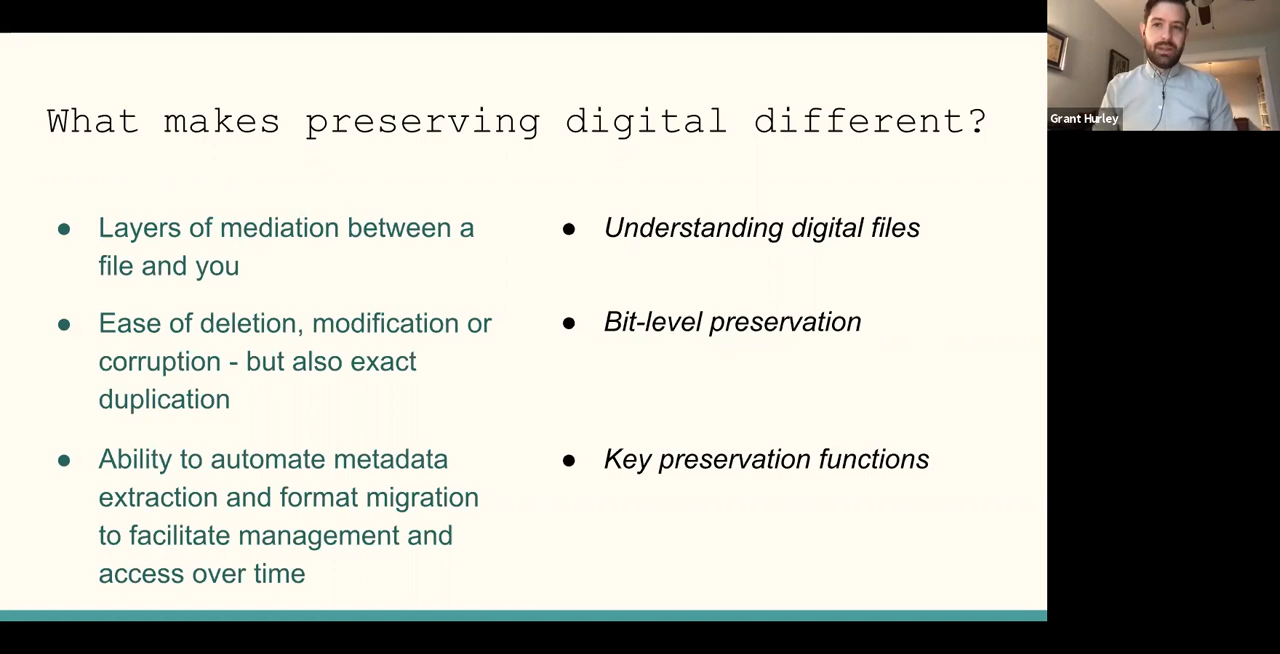 What makes preserving digital different?
Layers of mediation between a
file and you
Ease of deletion, modification or
corruption - but also exact
duplication
Ability to automate metadata
extraction and format migration
to facilitate management and
access over time
Understanding digital files
Bit-level preservation
Key preservation functions
Grant Hurley